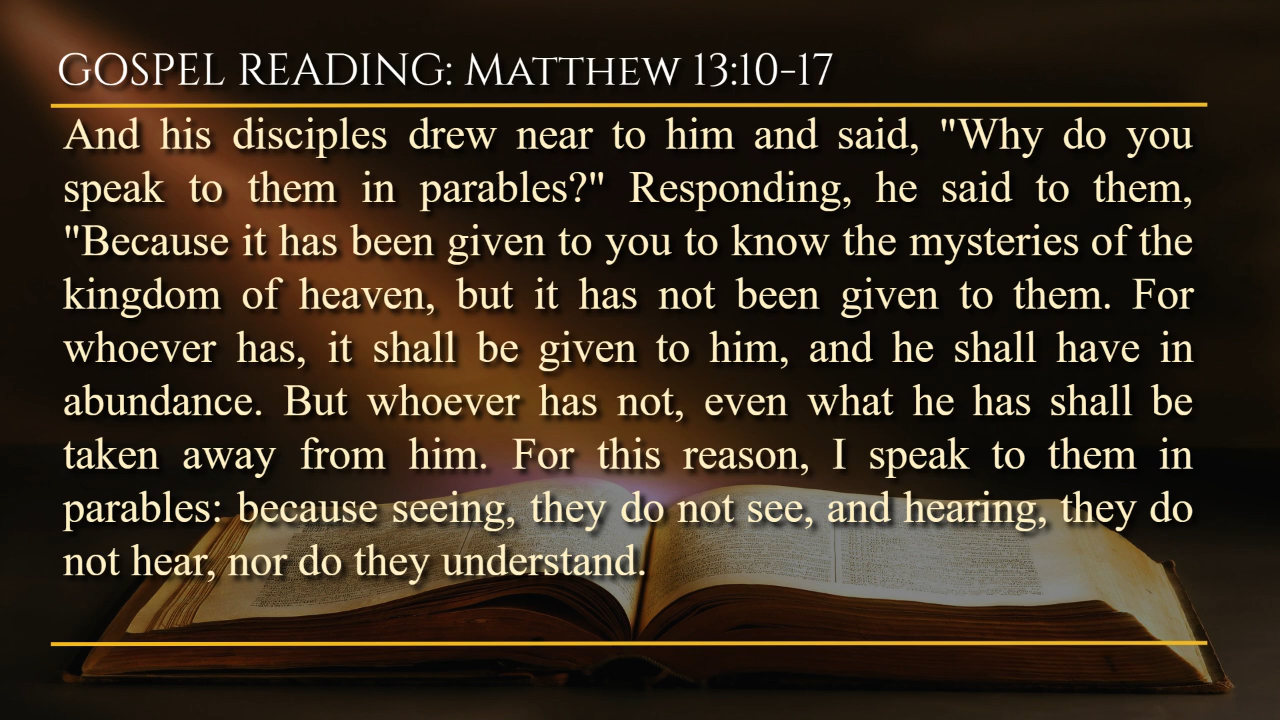 GOSPEL READING: MATTHEW 13:10-17
And his disciples drew near to him and said, "Why do you
speak to them in parables?" Responding, he said to them,
"Because it has been given to you to know the mysteries of the
kingdom of heaven, but it has not been given to them. For
whoever has, it shall be given to him, and he shall have in
abundance. But whoever has not, even what he has shall be
taken away from him. For this reason, I speak to them in
parables: because seeing, they do not see, and hearing, they do
not hear, nor do they understand.